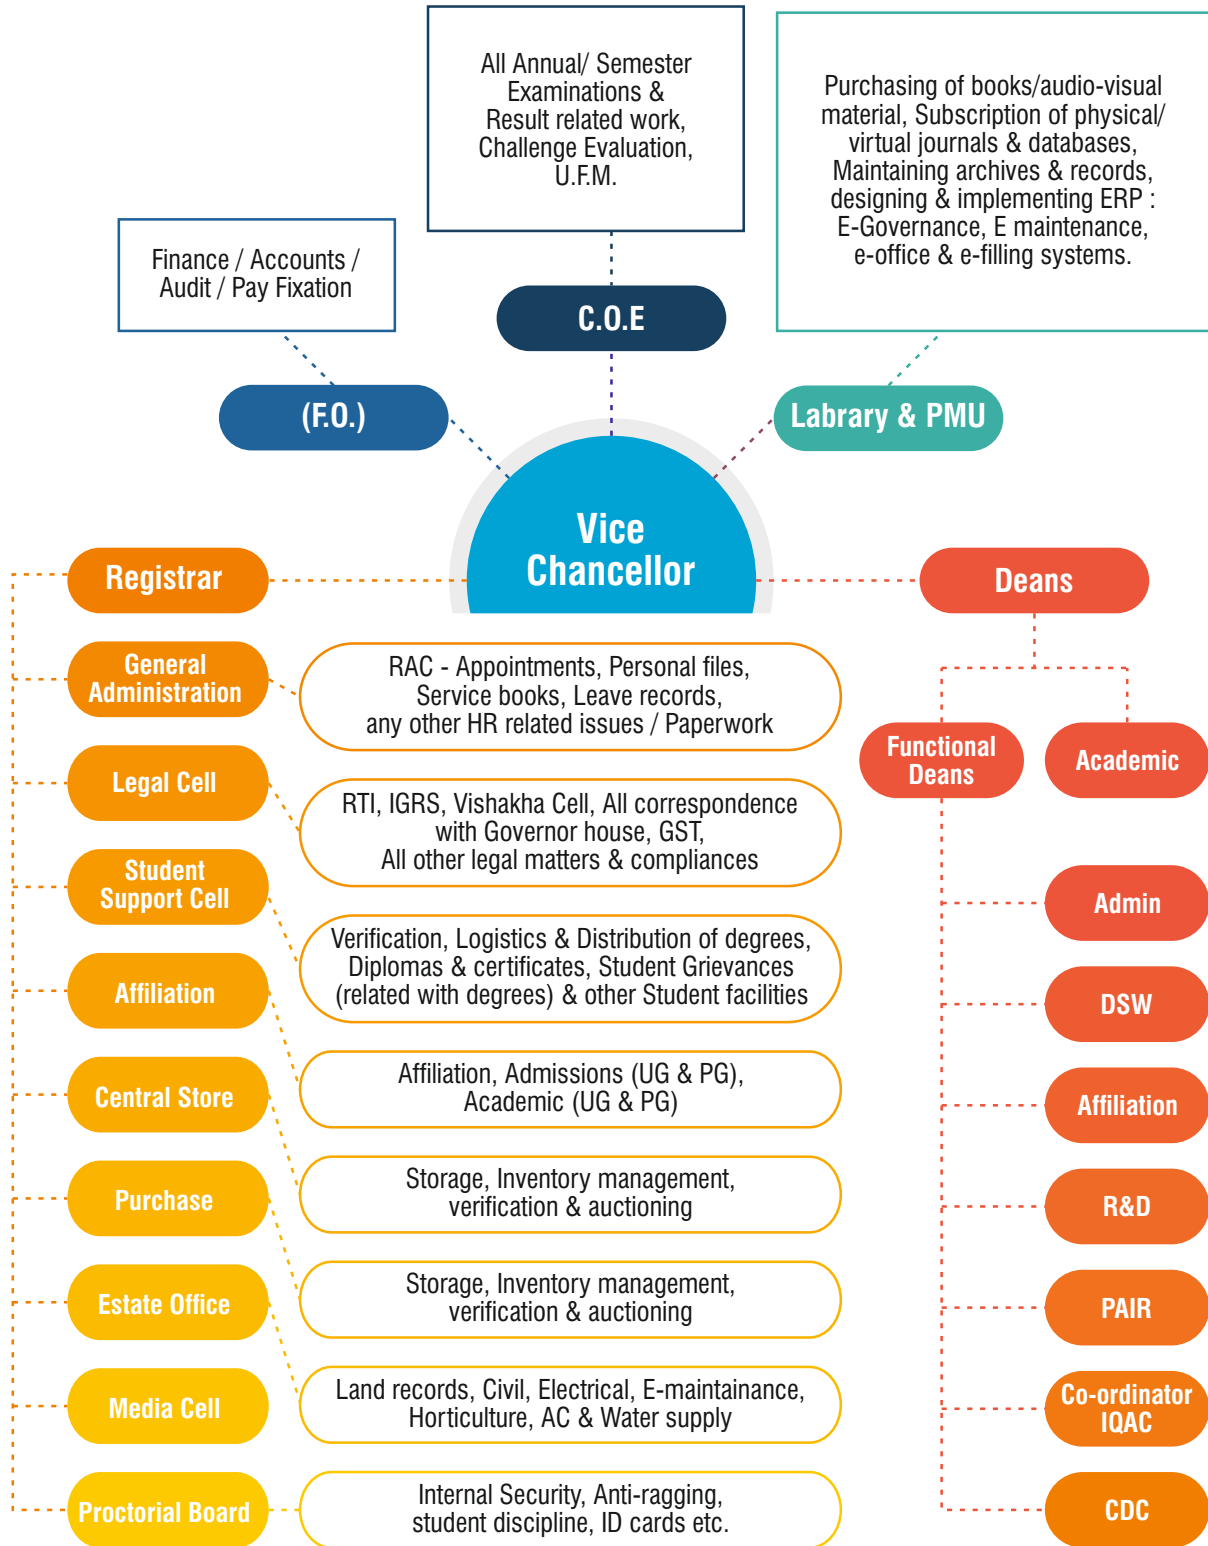 All Annual/ Semester
Examinations &
Result related work,
Challenge Evaluation,
U.F.M.
Purchasing of books/audio-visual
material, Subscription of physical/
virtual journals & databases,
Maintaining archives & records,
designing & implementing ERP :
E-Governance, E maintenance,
e-office & e-filling systems.
Finance / Accounts /
Audit / Pay Fixation
C.O.E
(F.O.)
Labrary & PMU
Vice
Chancellor
Registrar
Deans
General
Administration
RAC - Appointments, Personal files,
Service books, Leave records,
any other HR related issues / Paperwork
Functional
Deans
Academic
Legal Cell
RTI, IGRS, Vishakha Cell, All correspondence
with Governor house, GST,
All other legal matters & compliances
Student
Support Cell
Admin
Verification, Logistics & Distribution of degrees,
Diplomas & certificates, Student Grievances
(related with degrees) & other Student facilities
Affiliation
DSW
Affiliation, Admissions (UG & PG),
Academic (UG & PG)
Central Store
Affiliation
Storage, Inventory management,
verification & auctioning
Purchase
R&D
Storage, Inventory management,
verification & auctioning
Estate Office
PAIR
Land records, Civil, Electrical, E-maintainance,
Horticulture, AC & Water supply
Media Cell
Co-ordinator
IQAC
Proctorial Board
Internal Security, Anti-ragging,
student discipline, ID cards etc.
CDC